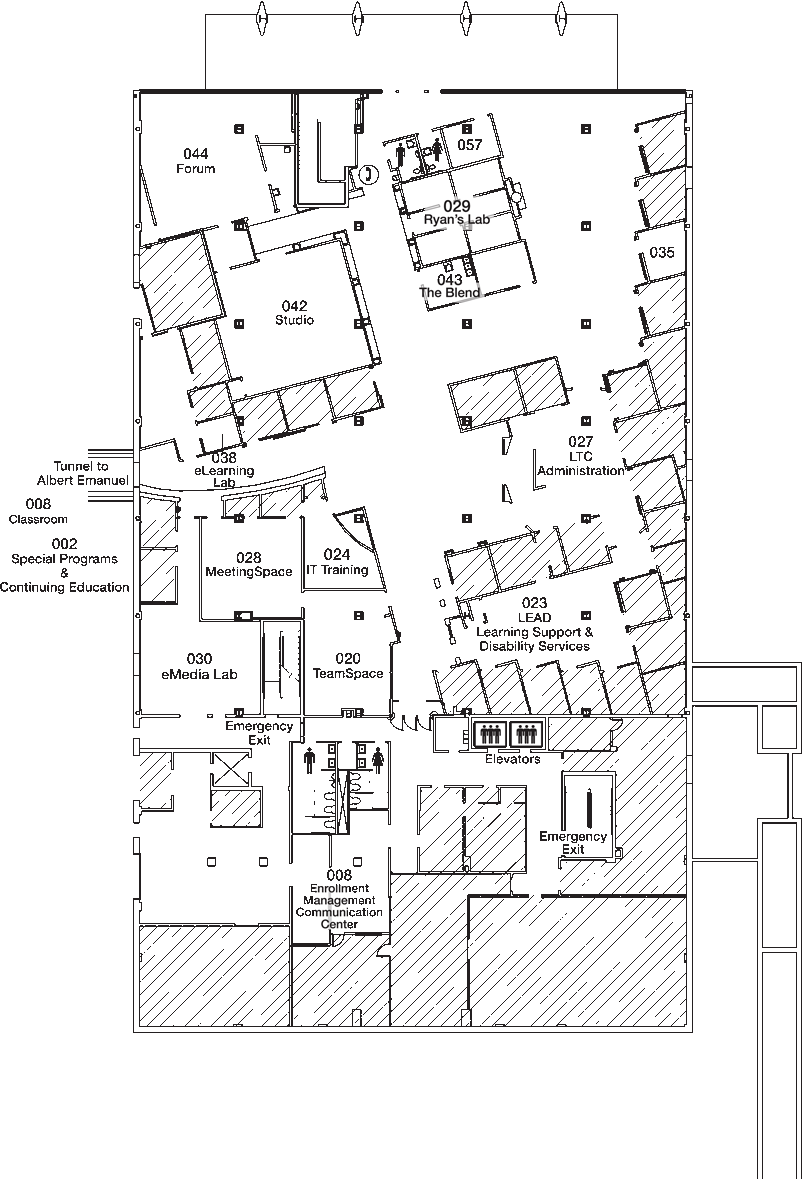 044
Forum
057
029
Ryan's Lab
035
043
The Blend
042
Studio
027
LTC
Administration
038
eLearning
Lab
Tunnel to
Albert Emanuel
008
Classroom
002
Special Programs
&
Continuing Education
028
MeetingSpace
024
IT Training
023
LEAD
Learning Support &
Disability Services
030
eMedia Lab
020
TeamSpace
Emergency
Exit
Elevators
Emergency
Exit
008
Enrollment
Management
Communication
Center